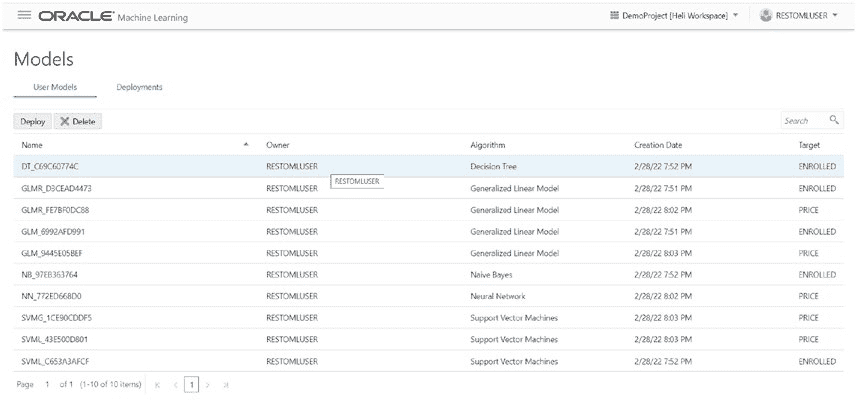 ORACLE Machine Learning DemoProject [Heli Workspace] RESTOMLUSER
Models
User Models Deployments
Deploy Delete Search
Name Owner Algorithm Creation Date Target
DT_C69C60774C RESTOMLUSER Decision Tree 2/28/22 7:52 PM ENROLLED
RESTOMLUSER
GLMR_D3CEAD4473 RESTOMLUSER Generalized Linear Model 2/28/22 7:51 PM ENROLLED
GLMR_FE7BF0DC88 RESTOMLUSER Generalized Linear Model 2/28/22 8:02 PM PRICE
GLM_6992AFD991 RESTOMLUSER Generalized Linear Model 2/28/22 7:51 PM ENROLLED
GLM_9445E05BEF RESTOMLUSER Generalized Linear Model 2/28/22 8:03 PM PRICE
NB_97EB363764 RESTOMLUSER Naive Bayes 2/28/22 7:52 PM ENROLLED
NN_772ED668D0 RESTOMLUSER Neural Network 2/28/22 8:02 PM PRICE
SVMG_1CE90CDDF5 RESTOMLUSER Support Vector Machines 2/28/22 8:03 PM PRICE
SVML_43E500D801 RESTOMLUSER Support Vector Machines 2/28/22 8:03 PM PRICE
SVML_C653A3AFCF RESTOMLUSER Support Vector Machines 2/28/22 7:52 PM ENROLLED
Page 1 of 1 (1-10 of 10 items) 1